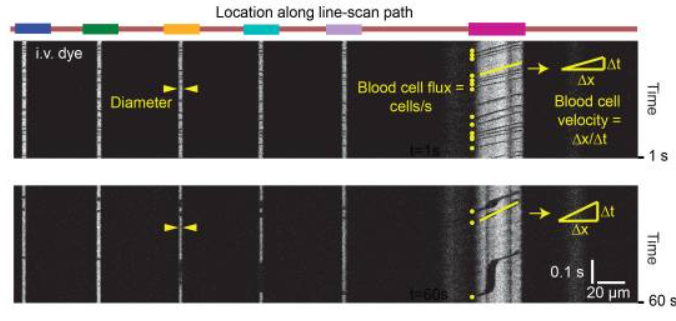 Location along line-scan path
i.v. dye
Diameter
Blood cell flux =
cells/s
Δt
Δx
Blood cell
velocity =
Δx/Δt
Time
t=1s
1 s
Δt
Δx
Time
0.1 s
20 μm
t=60s
60 s